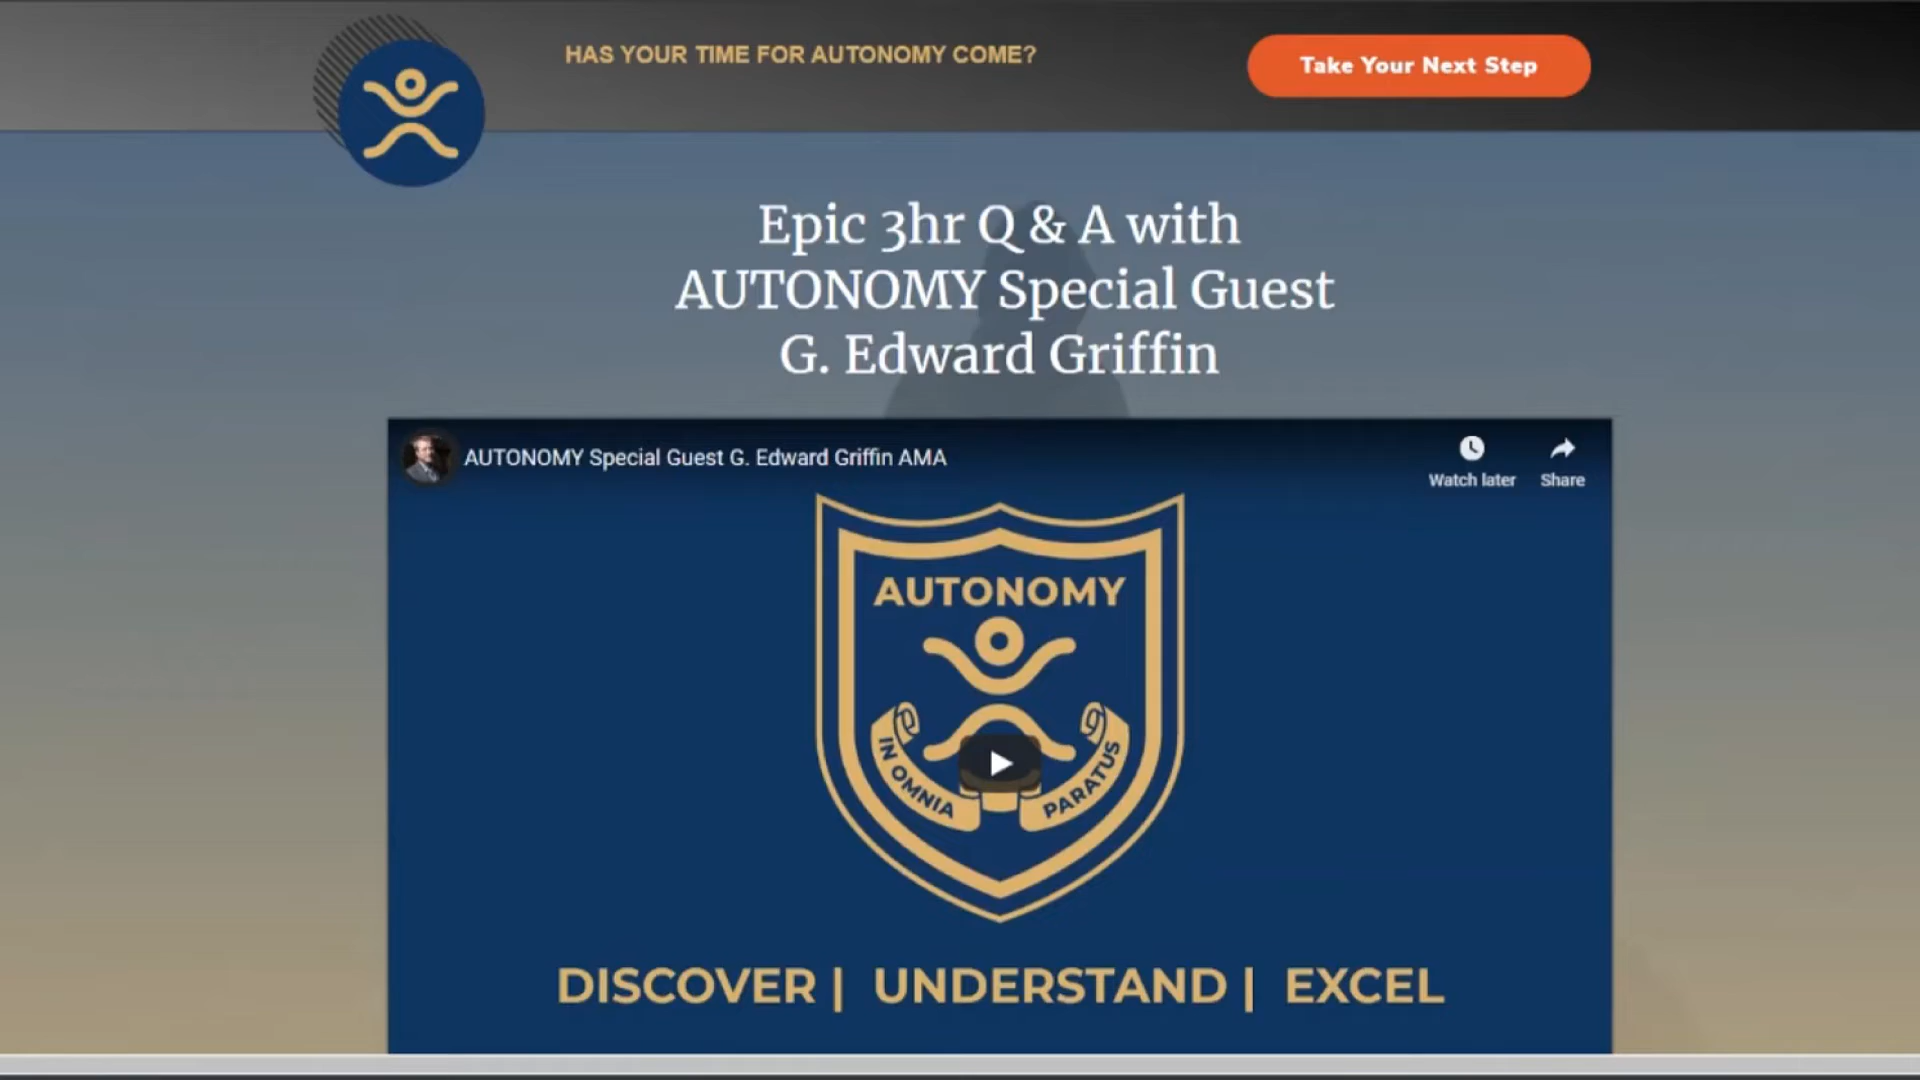 HAS YOUR TIME FOR AUTONOMY COME?
Take Your Next Step
Epic 3hr Q & A with
AUTONOMY Special Guest
G. Edward Griffin
AUTONOMY Special Guest G. Edward Griffin AMA
Watch later
Share
AUTONOMY
IN OMNIA PARATUS
DISCOVER | UNDERSTAND | EXCEL